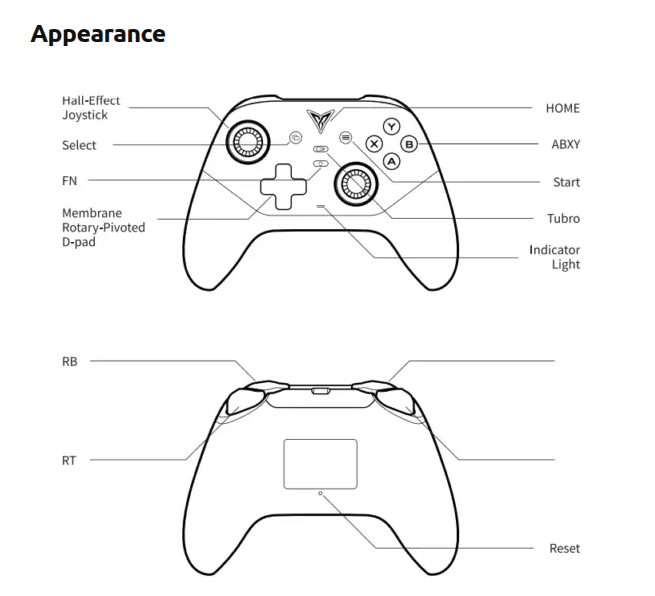 Appearance
Hall-Effect
Joystick
HOME
Select
ABXY
FN
Start
Membrane
Rotary-Pivoted
D-pad
Tubro
Indicator
Light
Y
X
B
A
RB
RT
Reset